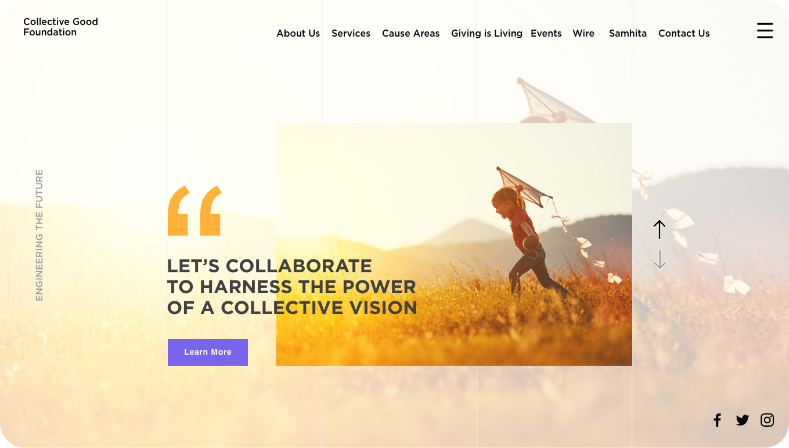 Collective Good
Foundation
About Us Services Cause Areas Giving is Living Events Wire Samhita Contact Us
ENGINEERING THE FUTURE
“
LET’S COLLABORATE
TO HARNESS THE POWER
OF A COLLECTIVE VISION
Learn More